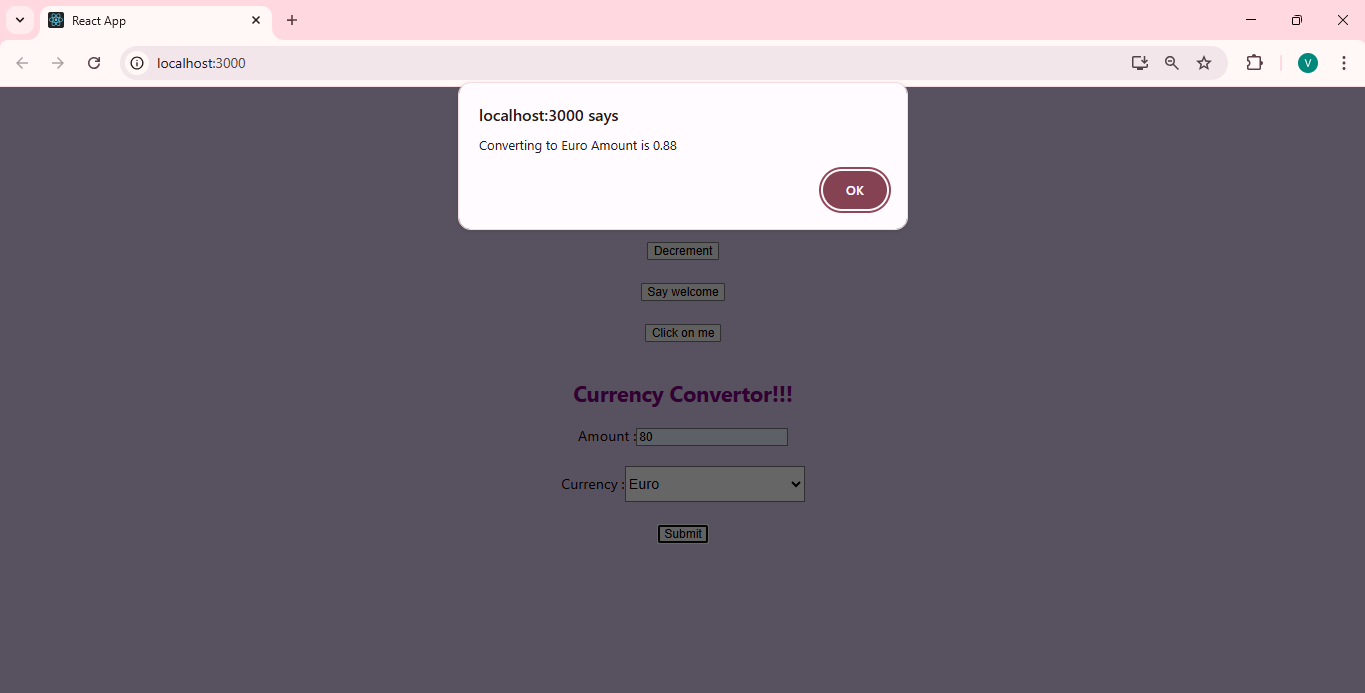 React App
localhost:3000
V
localhost:3000 says
Converting to Euro Amount is 0.88
OK
Decrement
Say welcome
Click on me
Currency Convertor!!!
Amount :80
Currency :Euro
Submit